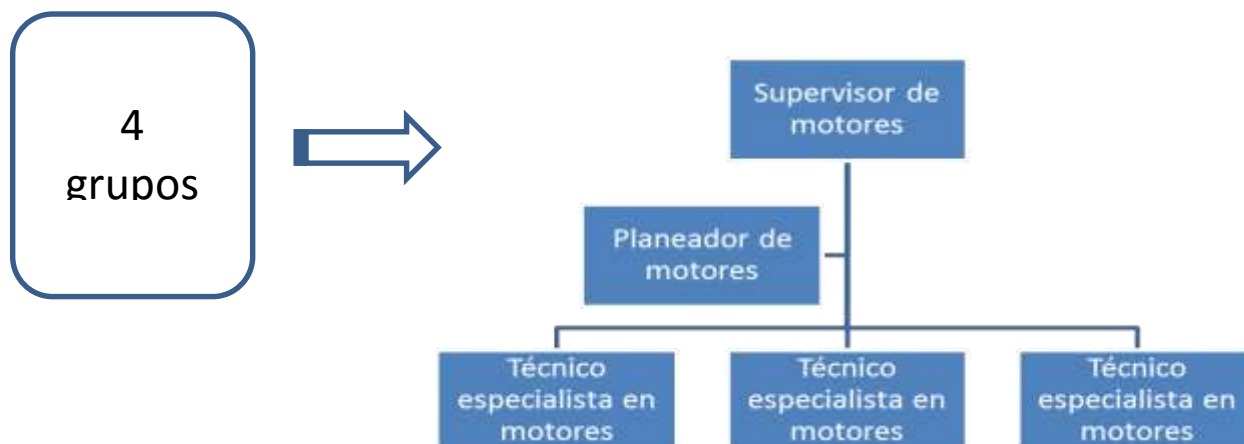 4
grupos
Supervisor de
motores
Planeador de
motores
Técnico
especialista en
motores
Técnico
especialista en
motores
Técnico
especialista en
motores